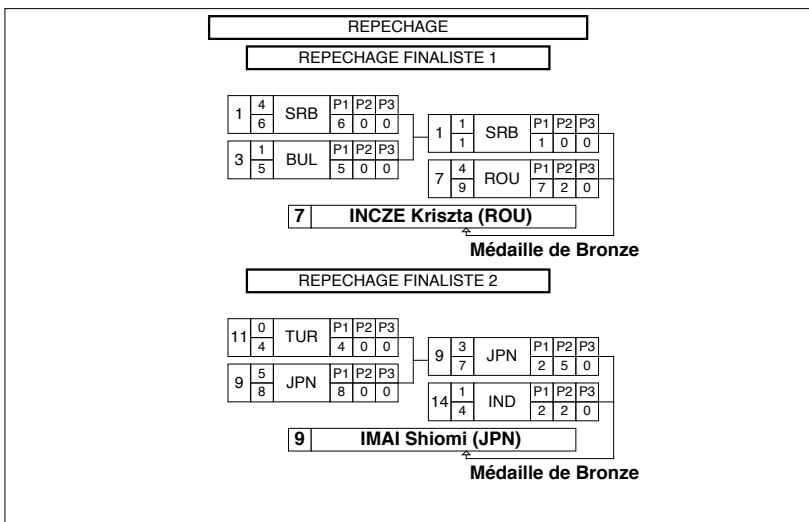 REPECHAGE
REPECHAGE FINALISTE 1
1 4 SRB P1 P2 P3
6 6 0 0
3 1 BUL P1 P2 P3
5 5 0 0
1 1 SRB P1 P2 P3
1 1 0 0
7 4 ROU P1 P2 P3
9 7 2 0
7 INCZE Kriszta (ROU)
Médaille de Bronze
REPECHAGE FINALISTE 2
11 0 TUR P1 P2 P3
4 4 0 0
9 5 JPN P1 P2 P3
8 8 0 0
9 3 JPN P1 P2 P3
7 2 5 0
14 1 IND P1 P2 P3
4 2 2 0
9 IMAI Shiomi (JPN)
Médaille de Bronze